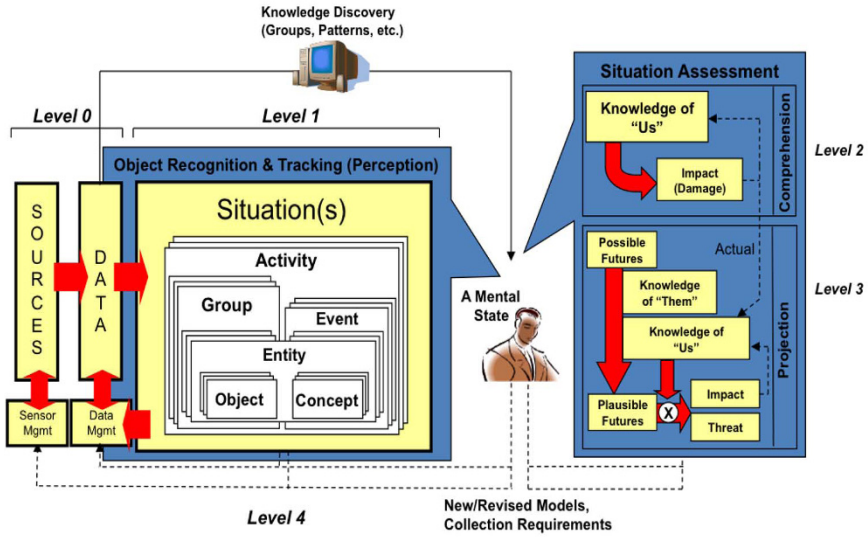 Knowledge Discovery
(Groups, Patterns, etc.)
Level 0
Level 1
Object Recognition & Tracking (Perception)
SOURCES
DATA
Situation(s)
Activity
Group
Event
Entity
Object
Concept
Sensor
Mgmt
Data
Mgmt
A Mental
State
Situation Assessment
Knowledge of
“Us”
Impact
(Damage)
Comprehension
Level 2
Possible
Futures
Actual
Knowledge
of “Them”
Level 3
Knowledge of
“Us”
Projection
Plausible
Futures
X
Impact
Threat
Level 4
New/Revised Models,
Collection Requirements